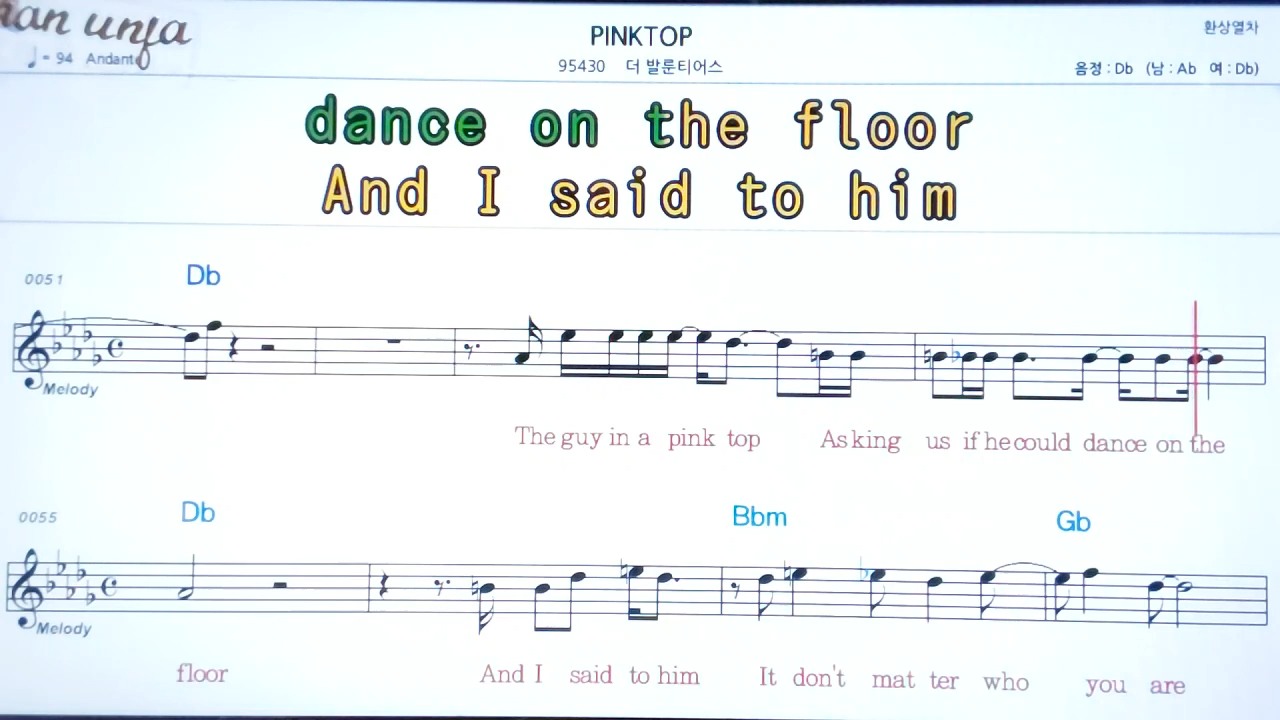 PINKTOP
환상열차
♩= 94 Andante
95430 더 발룬티어스
음정 : Db (남 : Ab 여 : Db)
dance on the floor
And I said to him
0051
Db
Melody
The guy in a pink top Asking us if he could dance on the
0055
Db Bbm Gb
Melody
floor And I said to him It don't mat ter who you are